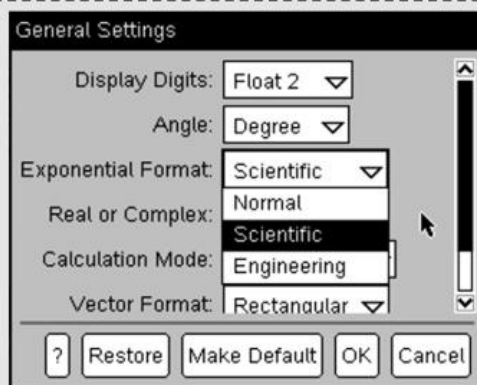 General Settings
Display Digits: Float 2
Angle: Degree
Exponential Format: Scientific
Normal
Real or Complex:
Scientific
Calculation Mode:
Engineering
Vector Format: Rectangular
? Restore Make Default OK Cancel